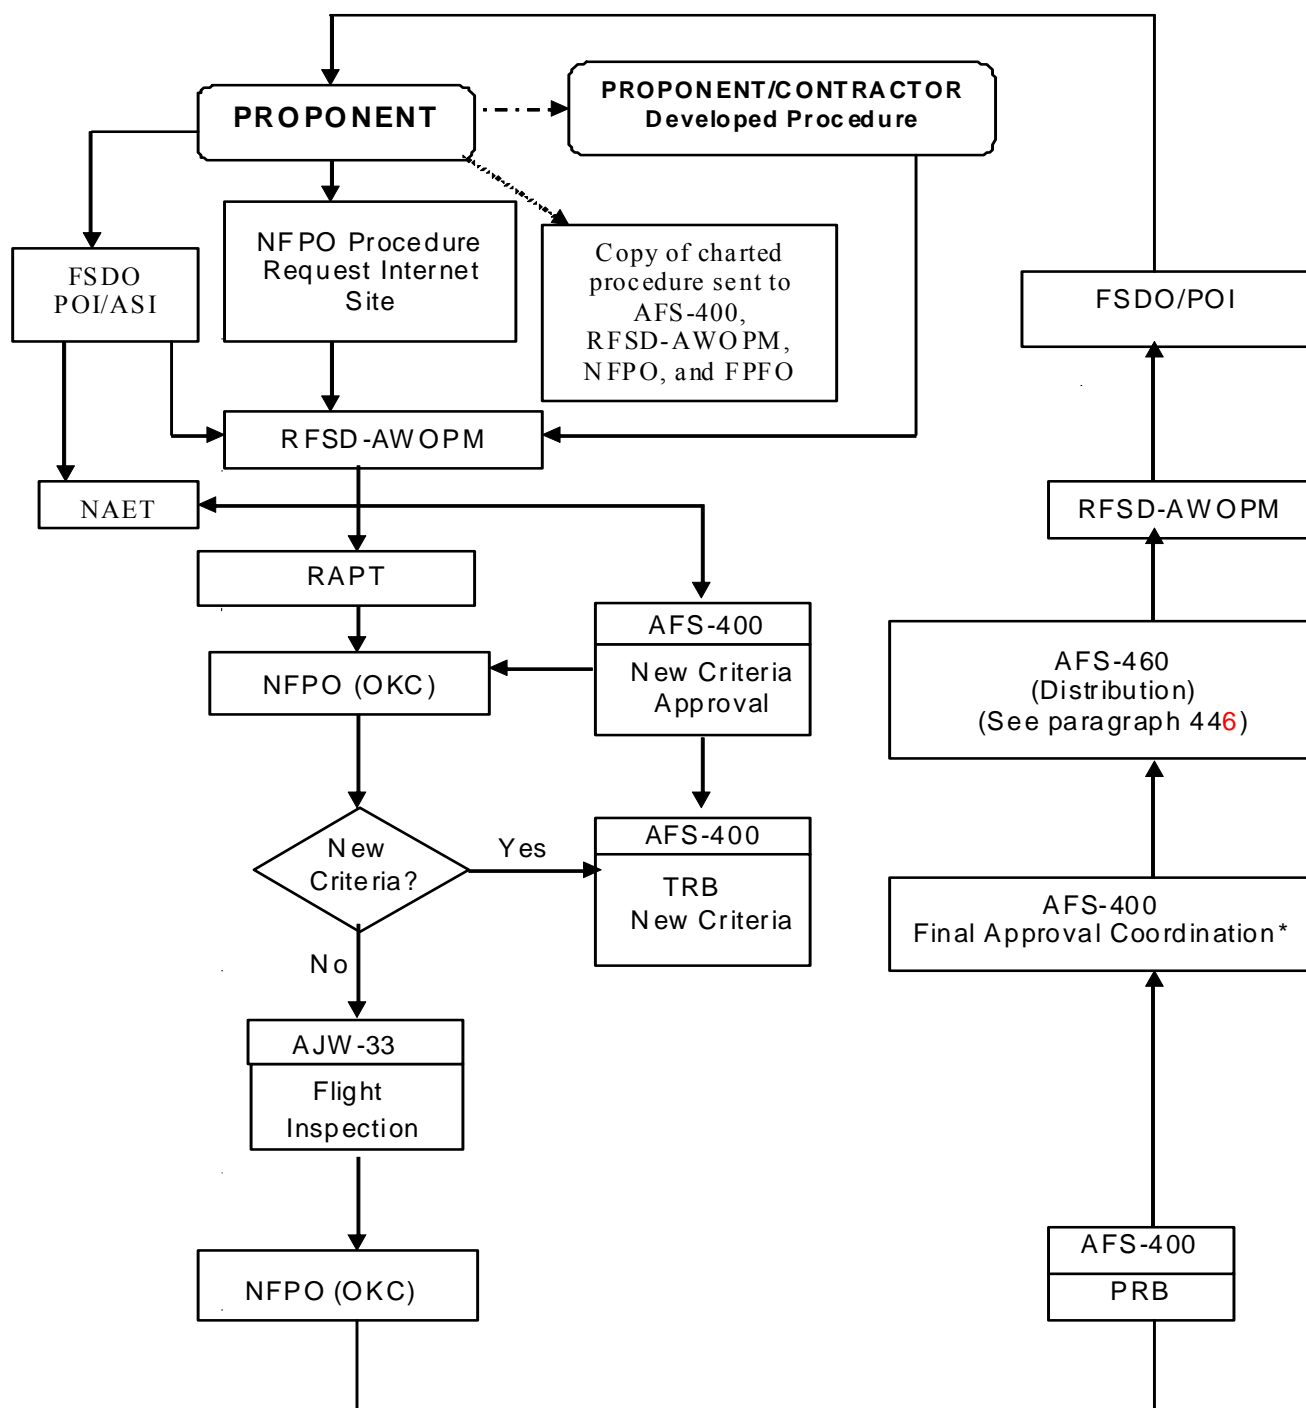 PROPONENT
PROPONENT/CONTRACTOR
Developed Procedure
NFPO Procedure
Request Internet
Site
FSDO
POI/ASI
Copy of charted
procedure sent to
AFS-400,
RFSD-AWOPM,
NFPO, and FPFO
FSDO/POI
RFSD-AWOPM
NAET
RFSD-AWOPM
RAPT
AFS-400
New Criteria
Approval
NFPO (OKC)
AFS-460
(Distribution)
(See paragraph 446)
New
Criteria?
Yes
No
AFS-400
TRB
New Criteria
AFS-400
Final Approval Coordination*
AJW-33
Flight
Inspection
NFPO (OKC)
AFS-400
PRB